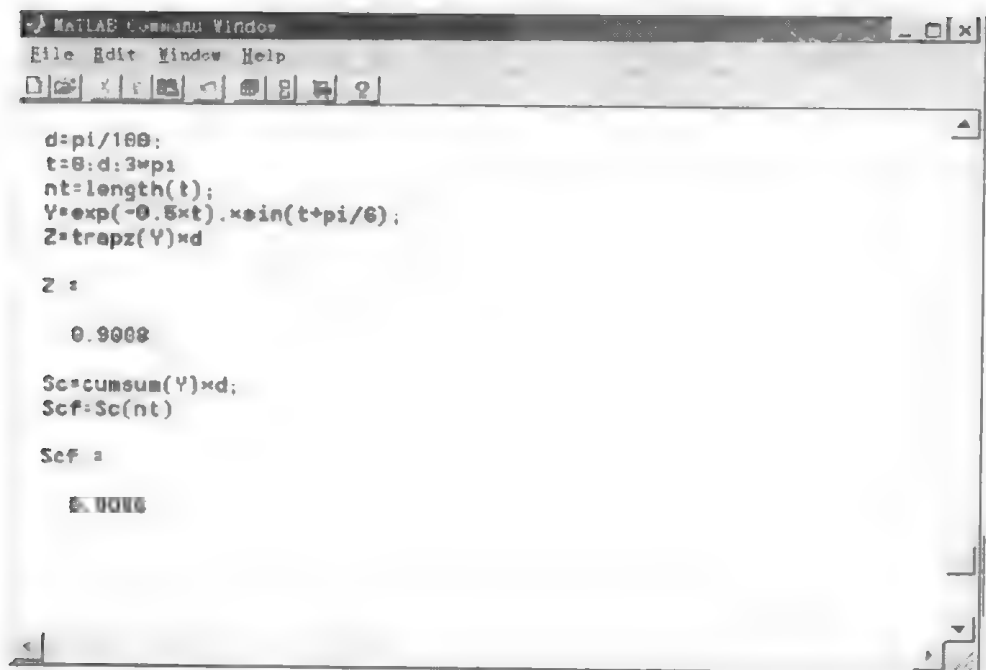 MATLAB Command Window
File Edit Window Help
d=pi/100;
t=0:d:3*pi
nt=length(t);
Y=exp(-0.5*t).*sin(t+pi/6);
Z=trapz(Y)*d
Z =
0.9008
Sc=cumsum(Y)*d;
Scf=Sc(nt)
Scf =